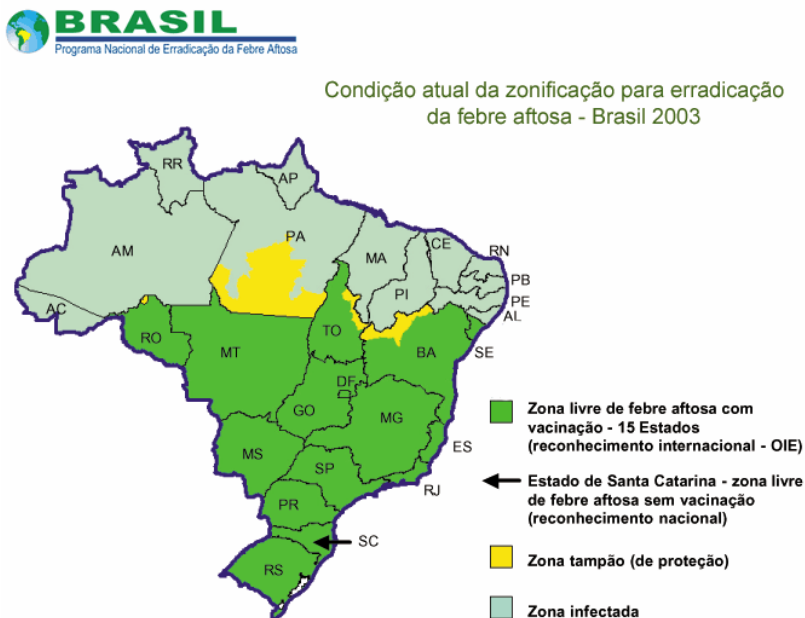 BRASIL
Programa Nacional de Erradicação da Febre Aftosa
Condição atual da zonificação para erradicação
da febre aftosa - Brasil 2003
RR
AP
AM
PA
MA
CE
RN
PB
PI
PE
AL
AC
RO
TO
MT
BA
SE
DF
GO
MG
MS
ES
SP
RJ
PR
SC
RS
Zona livre de febre aftosa com
vacinação - 15 Estados
(reconhecimento internacional - OIE)
Estado de Santa Catarina - zona livre
de febre aftosa sem vacinação
(reconhecimento nacional)
Zona tampão (de proteção)
Zona infectada